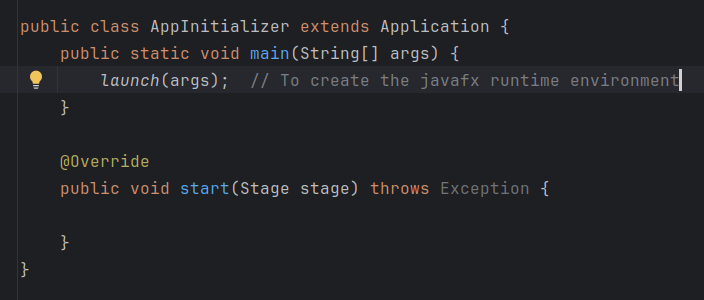 public class AppInitializer extends Application {
    public static void main(String[] args) {
        launch(args);  // To create the javafx runtime environment
    }
    @Override
    public void start(Stage stage) throws Exception {
    }
}